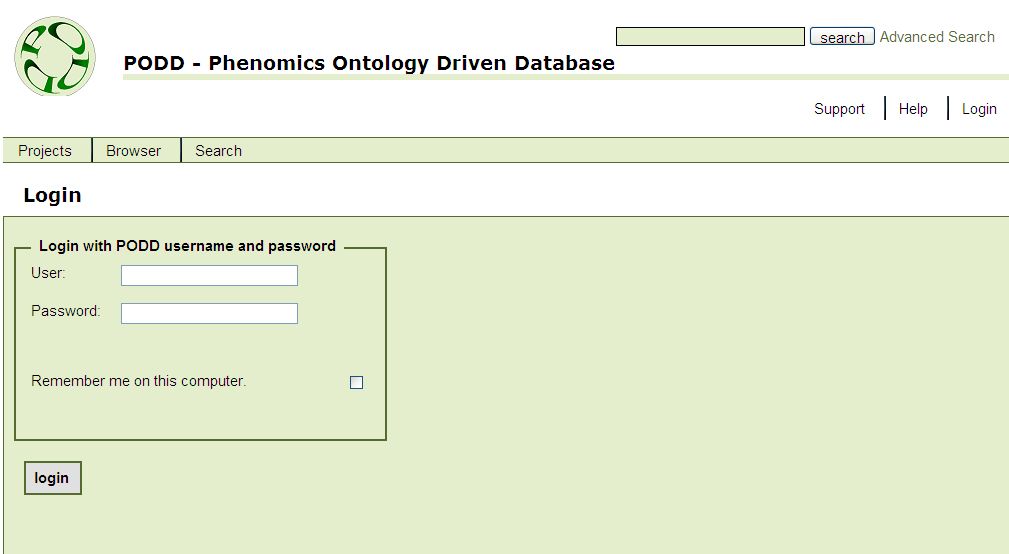 PODD
search Advanced Search
PODD - Phenomics Ontology Driven Database
Support Help Login
Projects Browser Search
Login
Login with PODD username and password
User:
Password:
Remember me on this computer.
login